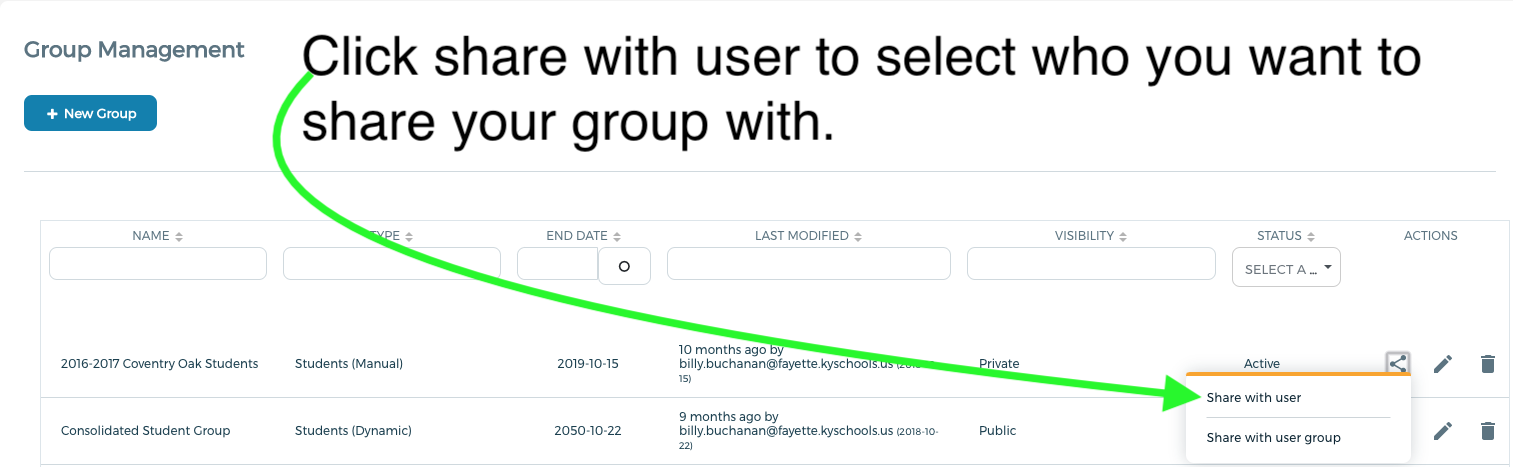 Group Management
Click share with user to select who you want to
share your group with.
+ New Group
NAME TYPE END DATE LAST MODIFIED VISIBILITY STATUS ACTIONS
SELECT A ...
2016-2017 Coventry Oak Students Students (Manual) 2019-10-15 10 months ago by Private Active
billy.buchanan@fayette.kyschools.us
15)
Share with user
Consolidated Student Group Students (Dynamic) 2050-10-22 9 months ago by Public
billy.buchanan@fayette.kyschools.us (2018-10-
22)
Share with user group